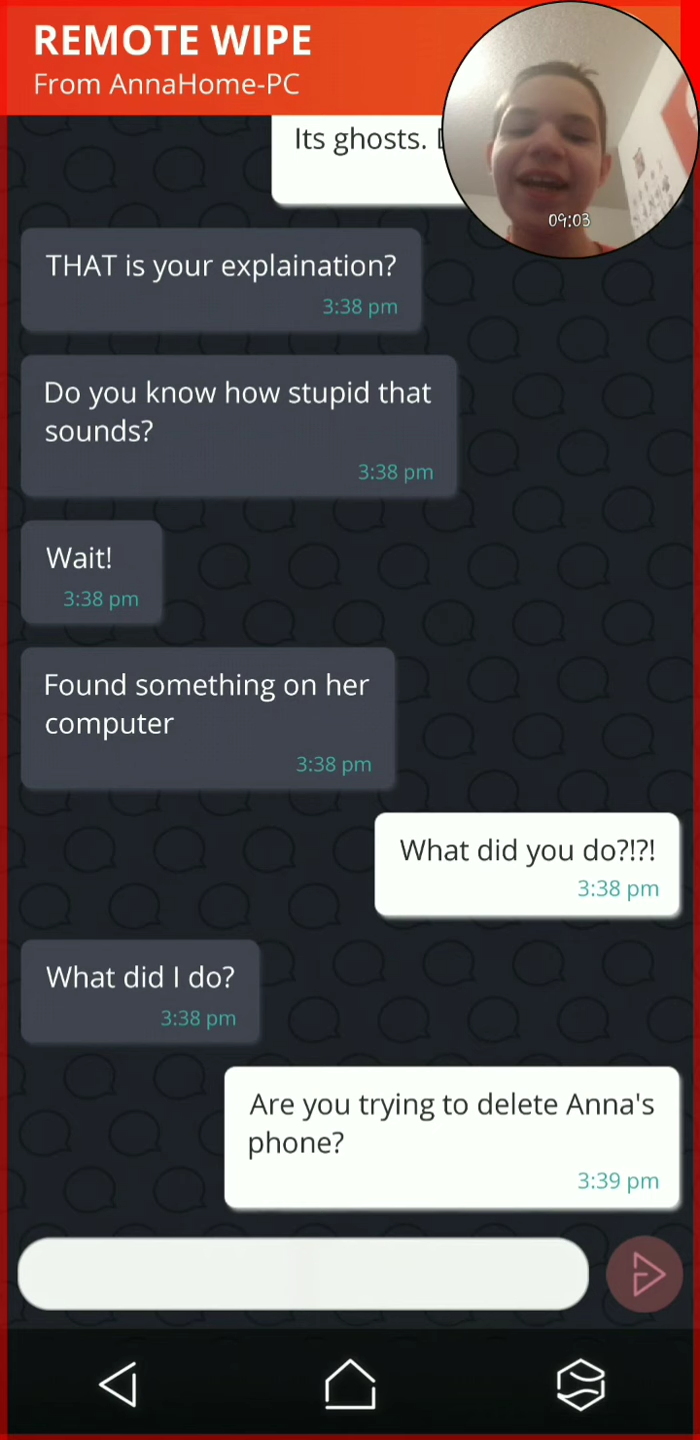 REMOTE WIPE
From AnnaHome-PC
Its ghosts.
09:03
THAT is your explaination?
3:38 pm
Do you know how stupid that
sounds?
3:38 pm
Wait!
3:38 pm
Found something on her
computer
3:38 pm
What did you do?!?!
3:38 pm
What did I do?
3:38 pm
Are you trying to delete Anna's
phone?
3:39 pm